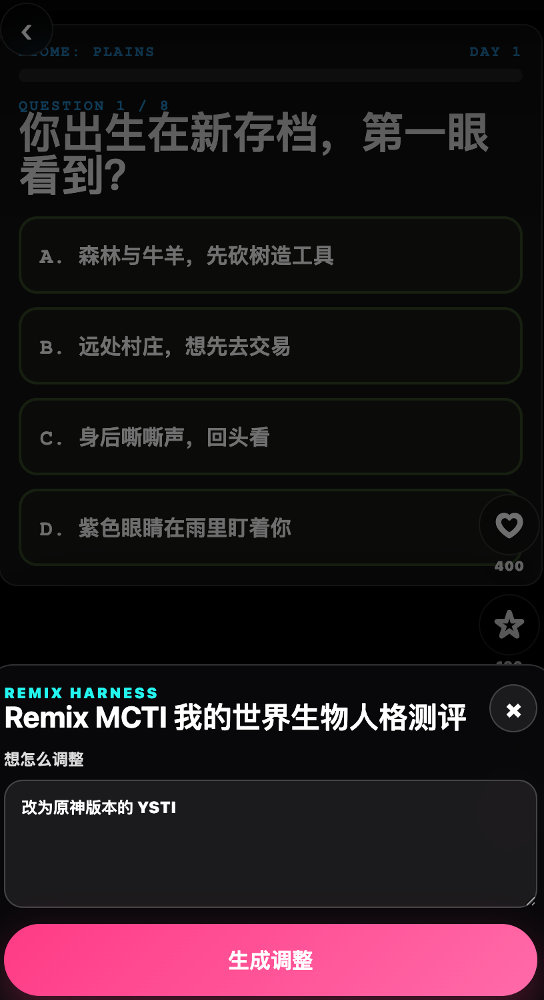 OME: PLAINS
DAY 1
QUESTION 1 / 8
你出生在新存档，第一眼
看到?
A. 森林与牛羊，先砍树造工具
B. 远处村庄，想先去交易
C. 身后嘶嘶声，回头看
D. 紫色眼睛在雨里盯着你
400
REMIX HARNESS
Remix MCTI 我的世界生物人格测评
想怎么调整
改为原神版本的 YSTI
生成调整